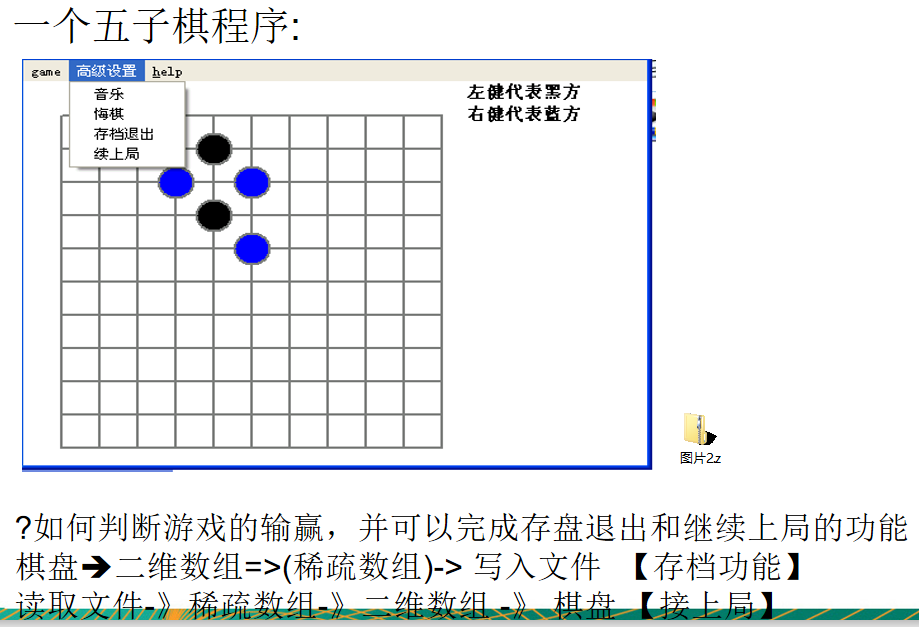 一个五子棋程序:
game 高级设置 help
音乐
悔棋
存档退出
续上局
左健代表黑方
右健代表藍方
图片2.z
?如何判断游戏的输赢，并可以完成存盘退出和继续上局的功能
棋盘➔二维数组=>(稀疏数组)-> 写入文件 【存档功能】
读取文件-》稀疏数组-》二维数组 -》 棋盘 【接上局】